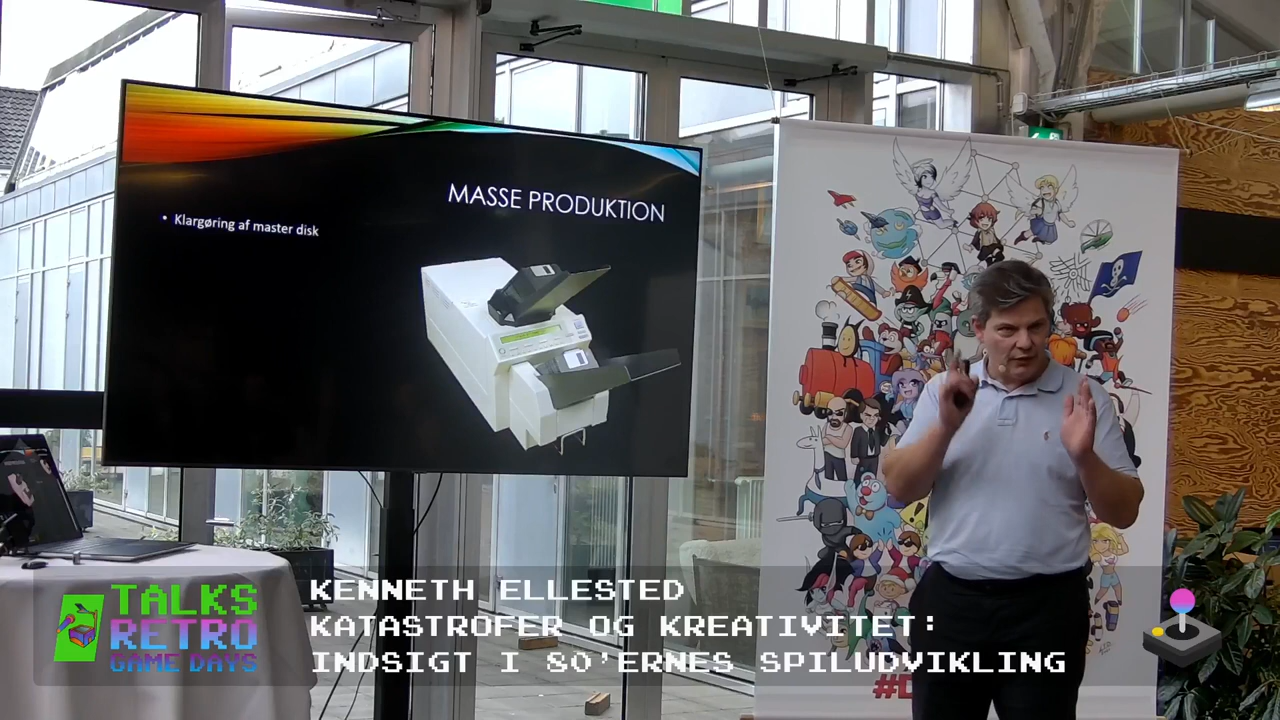 MASSE PRODUKTION
• Klargøring af master disk
TALKS
RETRO
GAME DAYS
KENNETH ELLESTED
KATASTROFER OG KREATIVITET:
INDSIGT I 80'ERNES SPILUDVIKLING